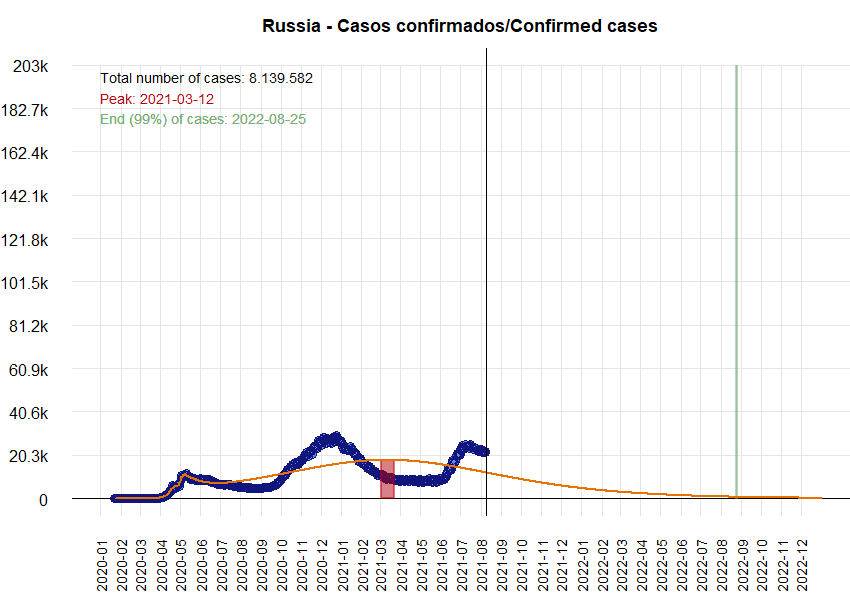 Russia - Casos confirmados/Confirmed cases
203k
182.7k
162.4k
142.1k
121.8k
101.5k
81.2k
60.9k
40.6k
20.3k
0
Total number of cases: 8.139.582
Peak: 2021-03-12
End (99%) of cases: 2022-08-25
2020-01
2020-02
2020-03
2020-04
2020-05
2020-06
2020-07
2020-08
2020-09
2020-10
2020-11
2020-12
2021-01
2021-02
2021-03
2021-04
2021-05
2021-06
2021-07
2021-08
2021-09
2021-10
2021-11
2021-12
2022-01
2022-02
2022-03
2022-04
2022-05
2022-06
2022-07
2022-08
2022-09
2022-10
2022-11
2022-12